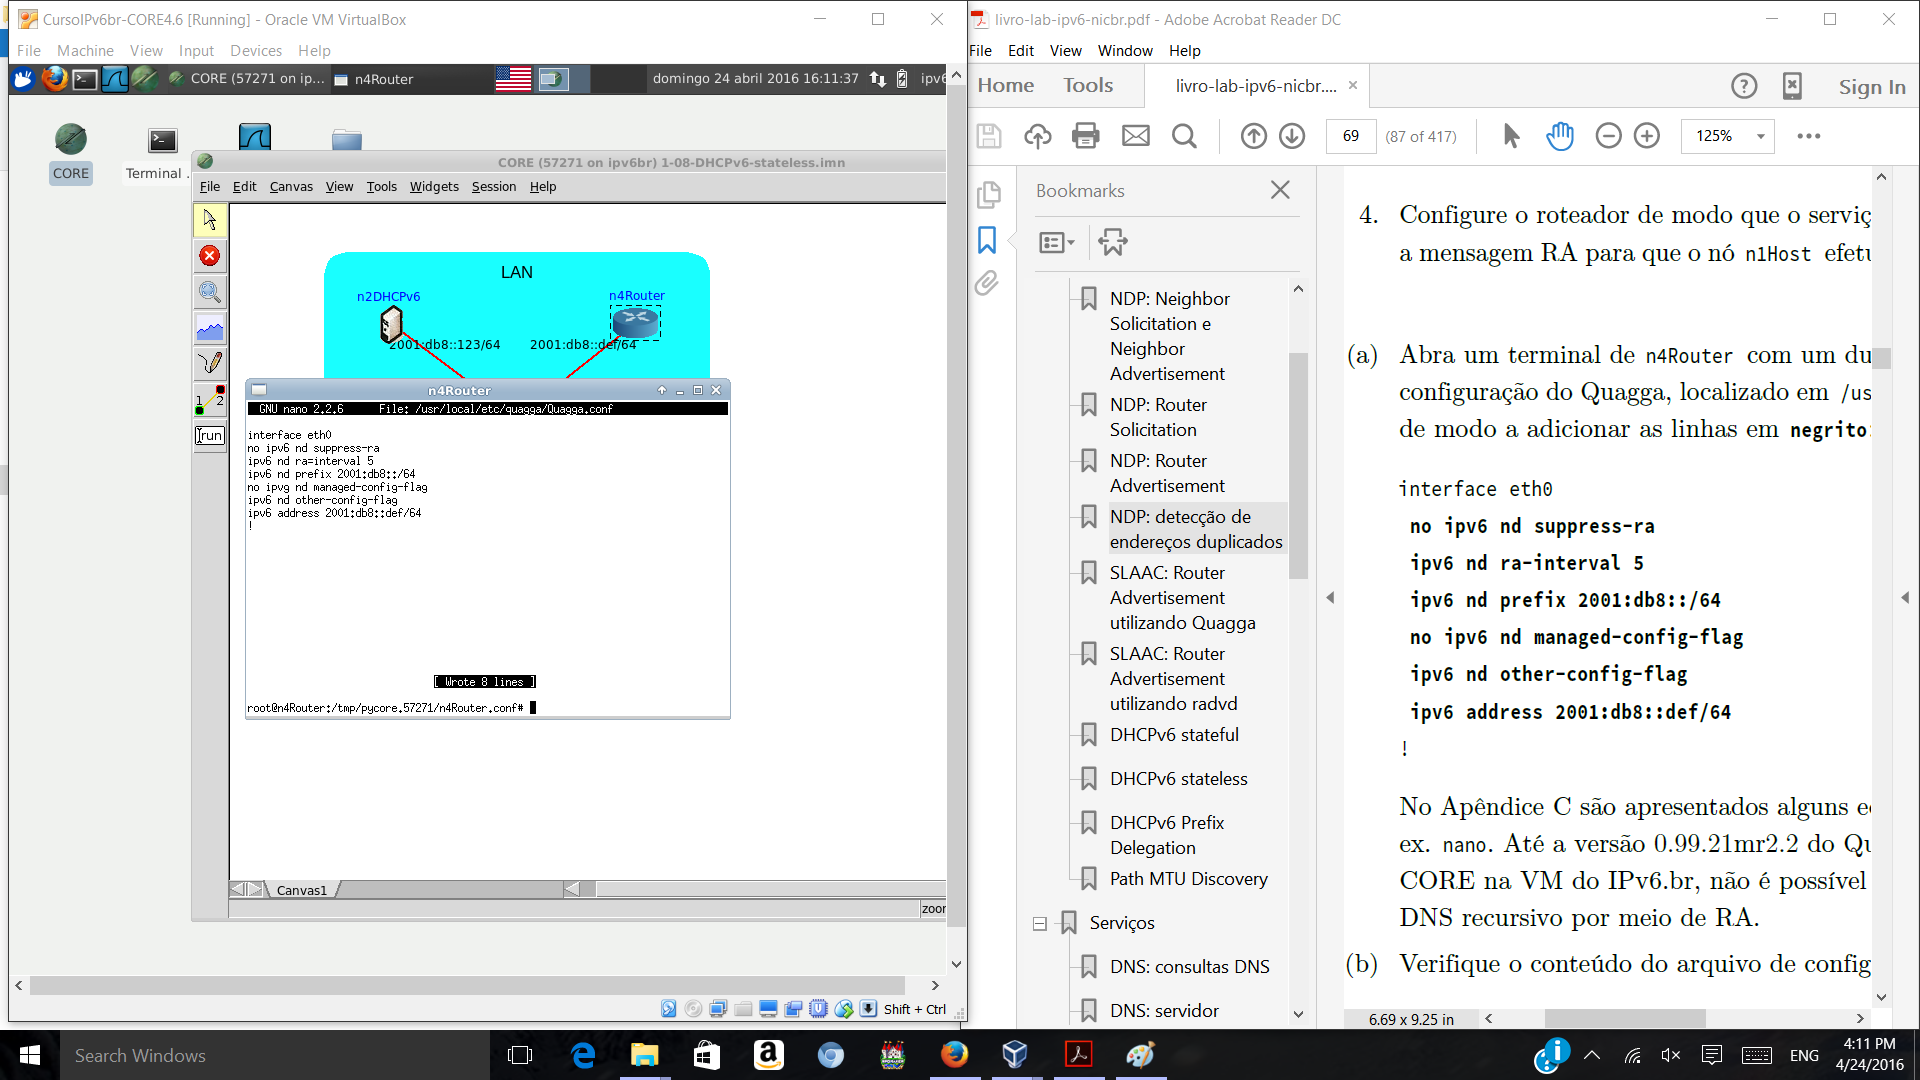 CursoIPv6br-CORE4.6 [Running] - Oracle VM VirtualBox
File Machine View Input Devices Help
CORE (57271 on ip... n4Router domingo 24 abril 2016 16:11:37 ipv6
CORE
Terminal .
CORE (57271 on ipv6br) 1-08-DHCPv6-stateless.imn
File Edit Canvas View Tools Widgets Session Help
LAN
n2DHCPv6
n4Router
2001:db8::123/64
2001:db8::def/64
1 2
run
n4Router
GNU nano 2.2.6 File: /usr/local/etc/quagga/Quagga.conf
interface eth0
no ipv6 nd suppress-ra
ipv6 nd ra=interval 5
ipv6 nd prefix 2001:db8::/64
no ipvg nd managed-config-flag
ipv6 nd other-config-flag
ipv6 address 2001:db8::def/64
!
[ Wrote 8 lines ]
root@n4Router:/tmp/pycore.57271/n4Router.conf#
Canvas1
zoor
Shift + Ctrl
livro-lab-ipv6-nicbr.pdf - Adobe Acrobat Reader DC
File Edit View Window Help
Home Tools livro-lab-ipv6-nicbr.... × Sign In
69 (87 of 417) 125%
Bookmarks
NDP: Neighbor
Solicitation e
Neighbor
Advertisement
NDP: Router
Solicitation
NDP: Router
Advertisement
NDP: detecção de
endereços duplicados
SLAAC: Router
Advertisement
utilizando Quagga
SLAAC: Router
Advertisement
utilizando radvd
DHCPv6 stateful
DHCPv6 stateless
DHCPv6 Prefix
Delegation
Path MTU Discovery
Serviços
DNS: consultas DNS
DNS: servidor
4. Configure o roteador de modo que o serviç
a mensagem RA para que o nó n1Host efetu
(a) Abra um terminal de n4Router com um du
configuração do Quagga, localizado em /us
de modo a adicionar as linhas em negrito:
interface eth0
no ipv6 nd suppress-ra
ipv6 nd ra-interval 5
ipv6 nd prefix 2001:db8::/64
no ipv6 nd managed-config-flag
ipv6 nd other-config-flag
ipv6 address 2001:db8::def/64
!
No Apêndice C são apresentados alguns e
ex. nano. Até a versão 0.99.21mr2.2 do Qu
CORE na VM do IPv6.br, não é possível
DNS recursivo por meio de RA.
(b) Verifique o conteúdo do arquivo de config
6.69 x 9.25 in
Search Windows
ENG
4:11 PM
4/24/2016